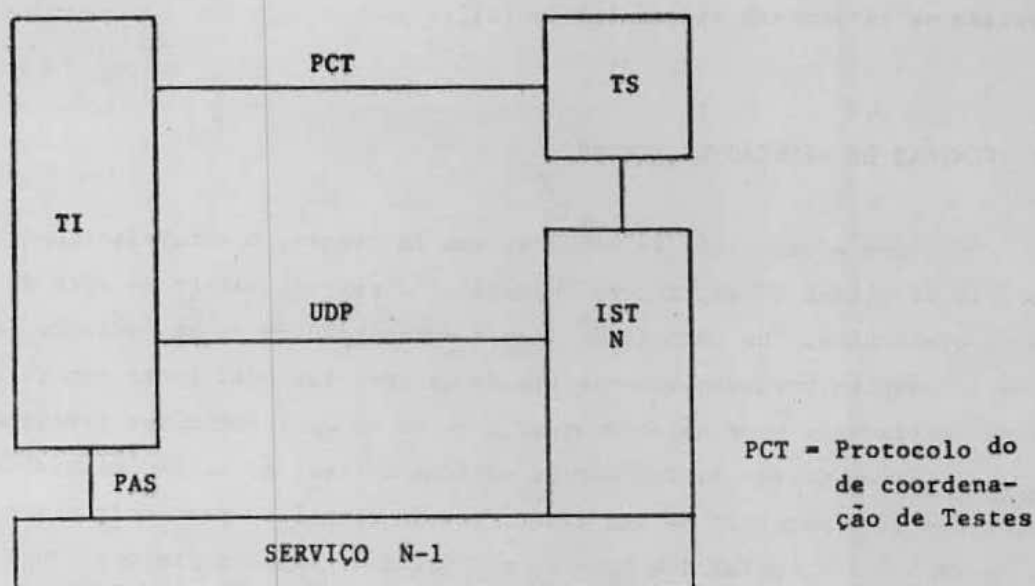 PCT
TS
TI
UDP
IST
N
PCT = Protocolo do
de coordena-
ção de Testes
PAS
SERVIÇO N-1